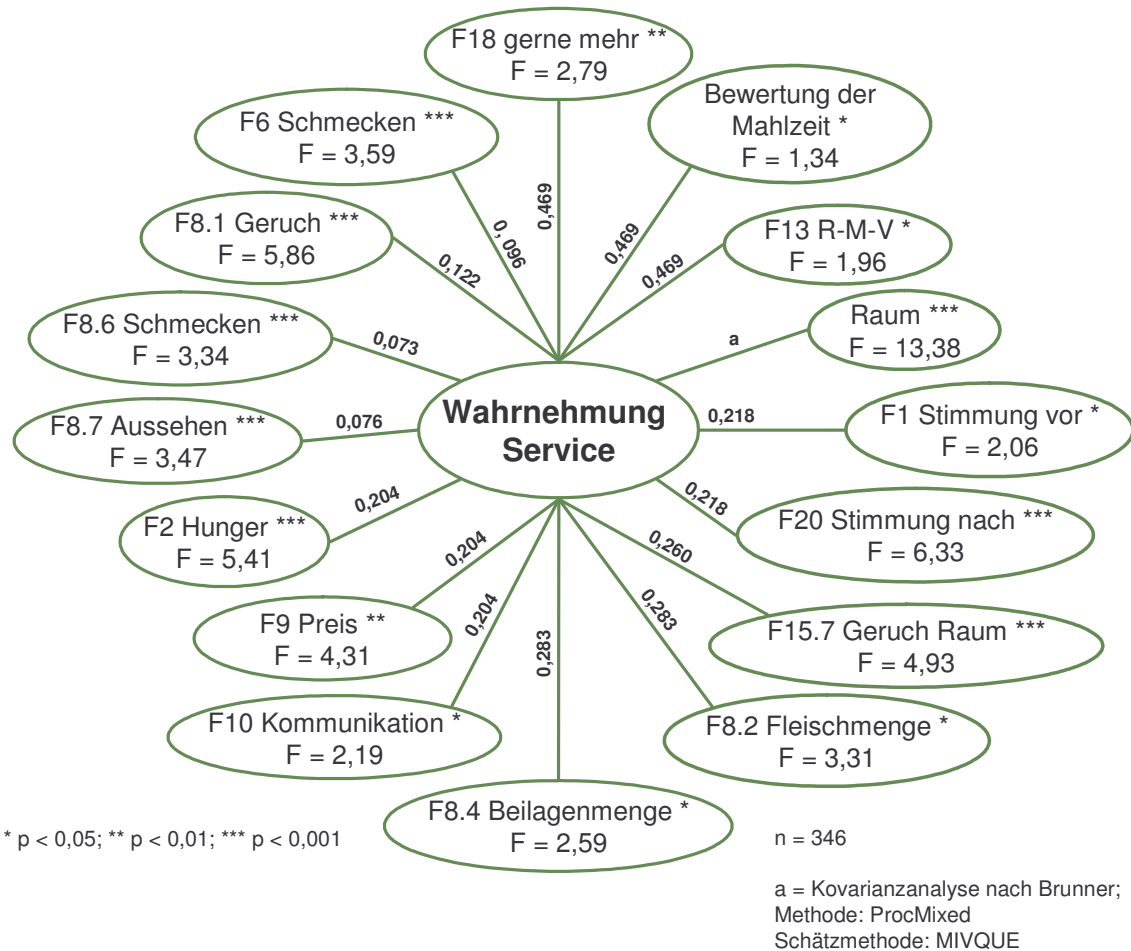 F18 gerne mehr **
F = 2,79
Bewertung der
Mahlzeit *
F = 1,34
F6 Schmecken ***
F = 3,59
F8.1 Geruch ***
F = 5,86
F13 R-M-V *
F = 1,96
F8.6 Schmecken ***
F = 3,34
Raum ***
F = 13,38
F8.7 Aussehen ***
F = 3,47
Wahrnehmung
Service
F1 Stimmung vor *
F = 2,06
F2 Hunger ***
F = 5,41
F20 Stimmung nach ***
F = 6,33
F9 Preis **
F = 4,31
F15.7 Geruch Raum ***
F = 4,93
F10 Kommunikation *
F = 2,19
F8.2 Fleischmenge *
F = 3,31
F8.4 Beilagenmenge *
F = 2,59
0,469
0,469
0,469
a
0,218
0,218
0,260
0,283
0,283
0,204
0,204
0,204
0,076
0,073
0,122
0, 096
* p < 0,05; ** p < 0,01; *** p < 0,001
n = 346
a = Kovarianzanalyse nach Brunner;
Methode: ProcMixed
Schätzmethode: MIVQUE